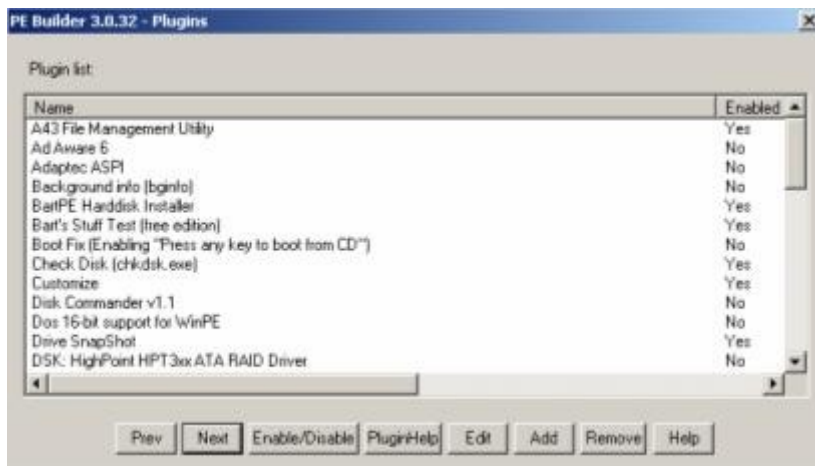 PE Builder 3.0.32 - Plugins
Plugin list:
Name Enabled
A43 File Management Utility Yes
Ad Aware 6 No
Adaptec ASPI No
Background info (bginfo) No
BartPE Harddisk Installer Yes
Bart's Stuff Test (free edition) Yes
Boot Fix (Enabling "Press any key to boot from CD") No
Check Disk (chkdsk.exe) Yes
Customize Yes
Disk Commander v1.1 No
Dos 16-bit support for WinPE No
Drive SnapShot Yes
DSK: HighPoint HPT3xx ATA RAID Driver No
Prev Next Enable/Disable PluginHelp Edit Add Remove Help